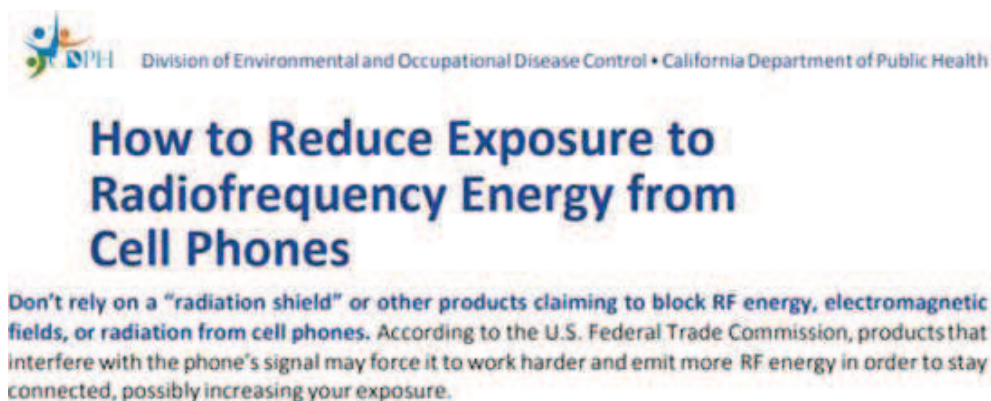 DPH Division of Environmental and Occupational Disease Control • California Department of Public Health
How to Reduce Exposure to
Radiofrequency Energy from
Cell Phones
Don't rely on a “radiation shield” or other products claiming to block RF energy, electromagnetic
fields, or radiation from cell phones. According to the U.S. Federal Trade Commission, products that
interfere with the phone's signal may force it to work harder and emit more RF energy in order to stay
connected, possibly increasing your exposure.